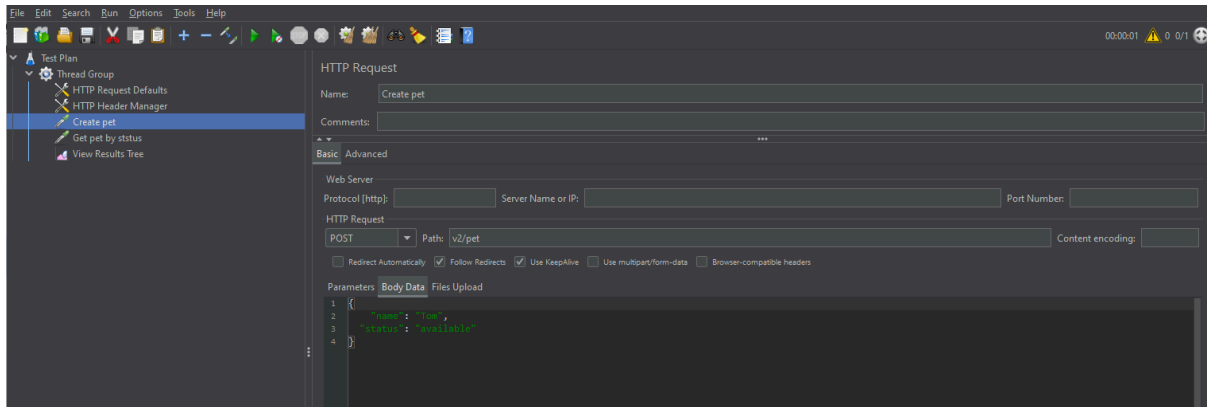 File Edit Search Run Options Tools Help
00:00:01 0 0/1
Test Plan
Thread Group
HTTP Request Defaults
HTTP Header Manager
Create pet
Get pet by ststus
View Results Tree
HTTP Request
Name: Create pet
Comments:
Basic Advanced
Web Server
Protocol [http]: Server Name or IP: Port Number:
HTTP Request
POST Path: v2/pet Content encoding:
Redirect Automatically Follow Redirects Use KeepAlive Use multipart/form-data Browser-compatible headers
Parameters Body Data Files Upload
1 {
2 "name": "Tom",
3 "status": "available"
4 }